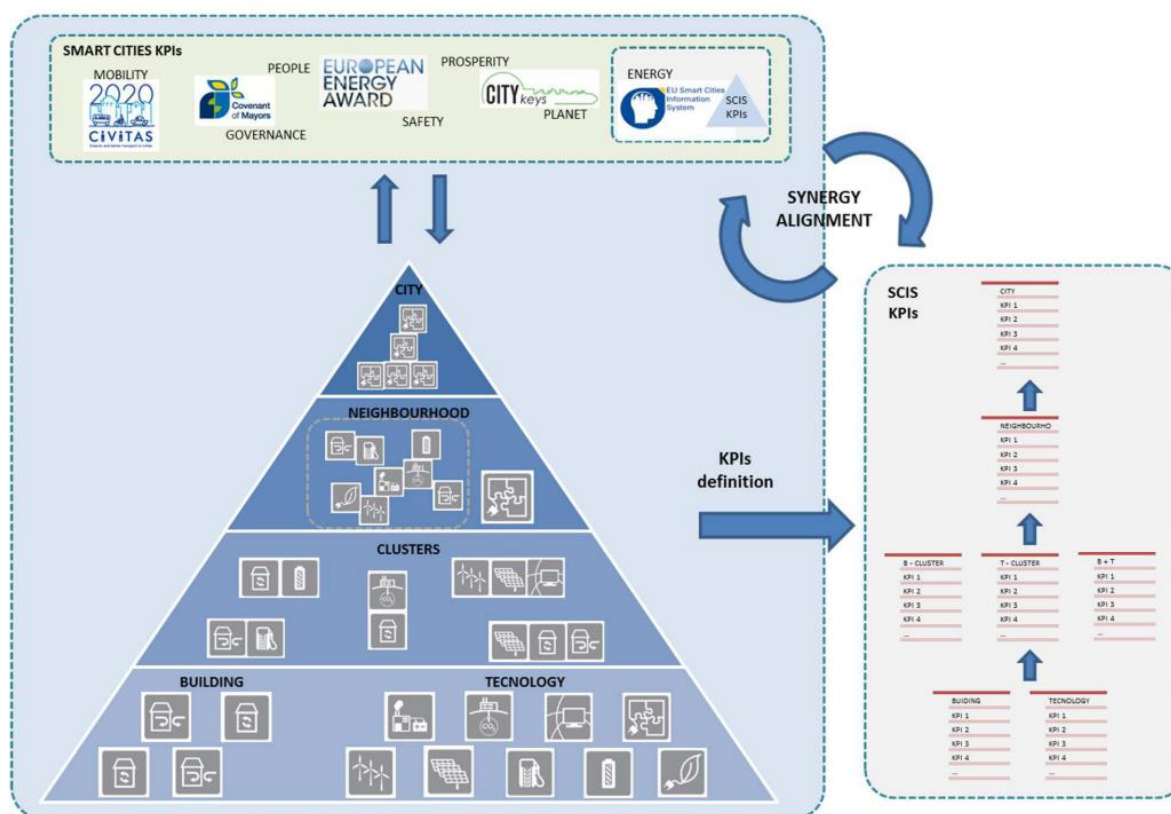 SMART CITIES KPIs
MOBILITY
2020
CIVITAS
Covenant
of Mayors
PEOPLE
GOVERNANCE
EUROPEAN
ENERGY
AWARD
SAFETY
PROSPERITY
CITY keys
PLANET
ENERGY
EU Smart Cities
Information
System
SCIS
KPIs
SYNERGY
ALIGNMENT
CITY
NEIGHBOURHOOD
CLUSTERS
BUILDING
TECNOLOGY
KPIs
definition
SCIS
KPIs
CITY
KPI 1
KPI 2
KPI 3
KPI 4
...
NEIGHBOURHO
KPI 1
KPI 2
KPI 3
KPI 4
...
B - CLUSTER
KPI 1
KPI 2
KPI 3
KPI 4
...
T - CLUSTER
KPI 1
KPI 2
KPI 3
KPI 4
...
B + T
KPI 1
KPI 2
KPI 3
KPI 4
...
BUIDING
KPI 1
KPI 2
KPI 3
KPI 4
...
TECNOLOGY
KPI 1
KPI 2
KPI 3
KPI 4
...